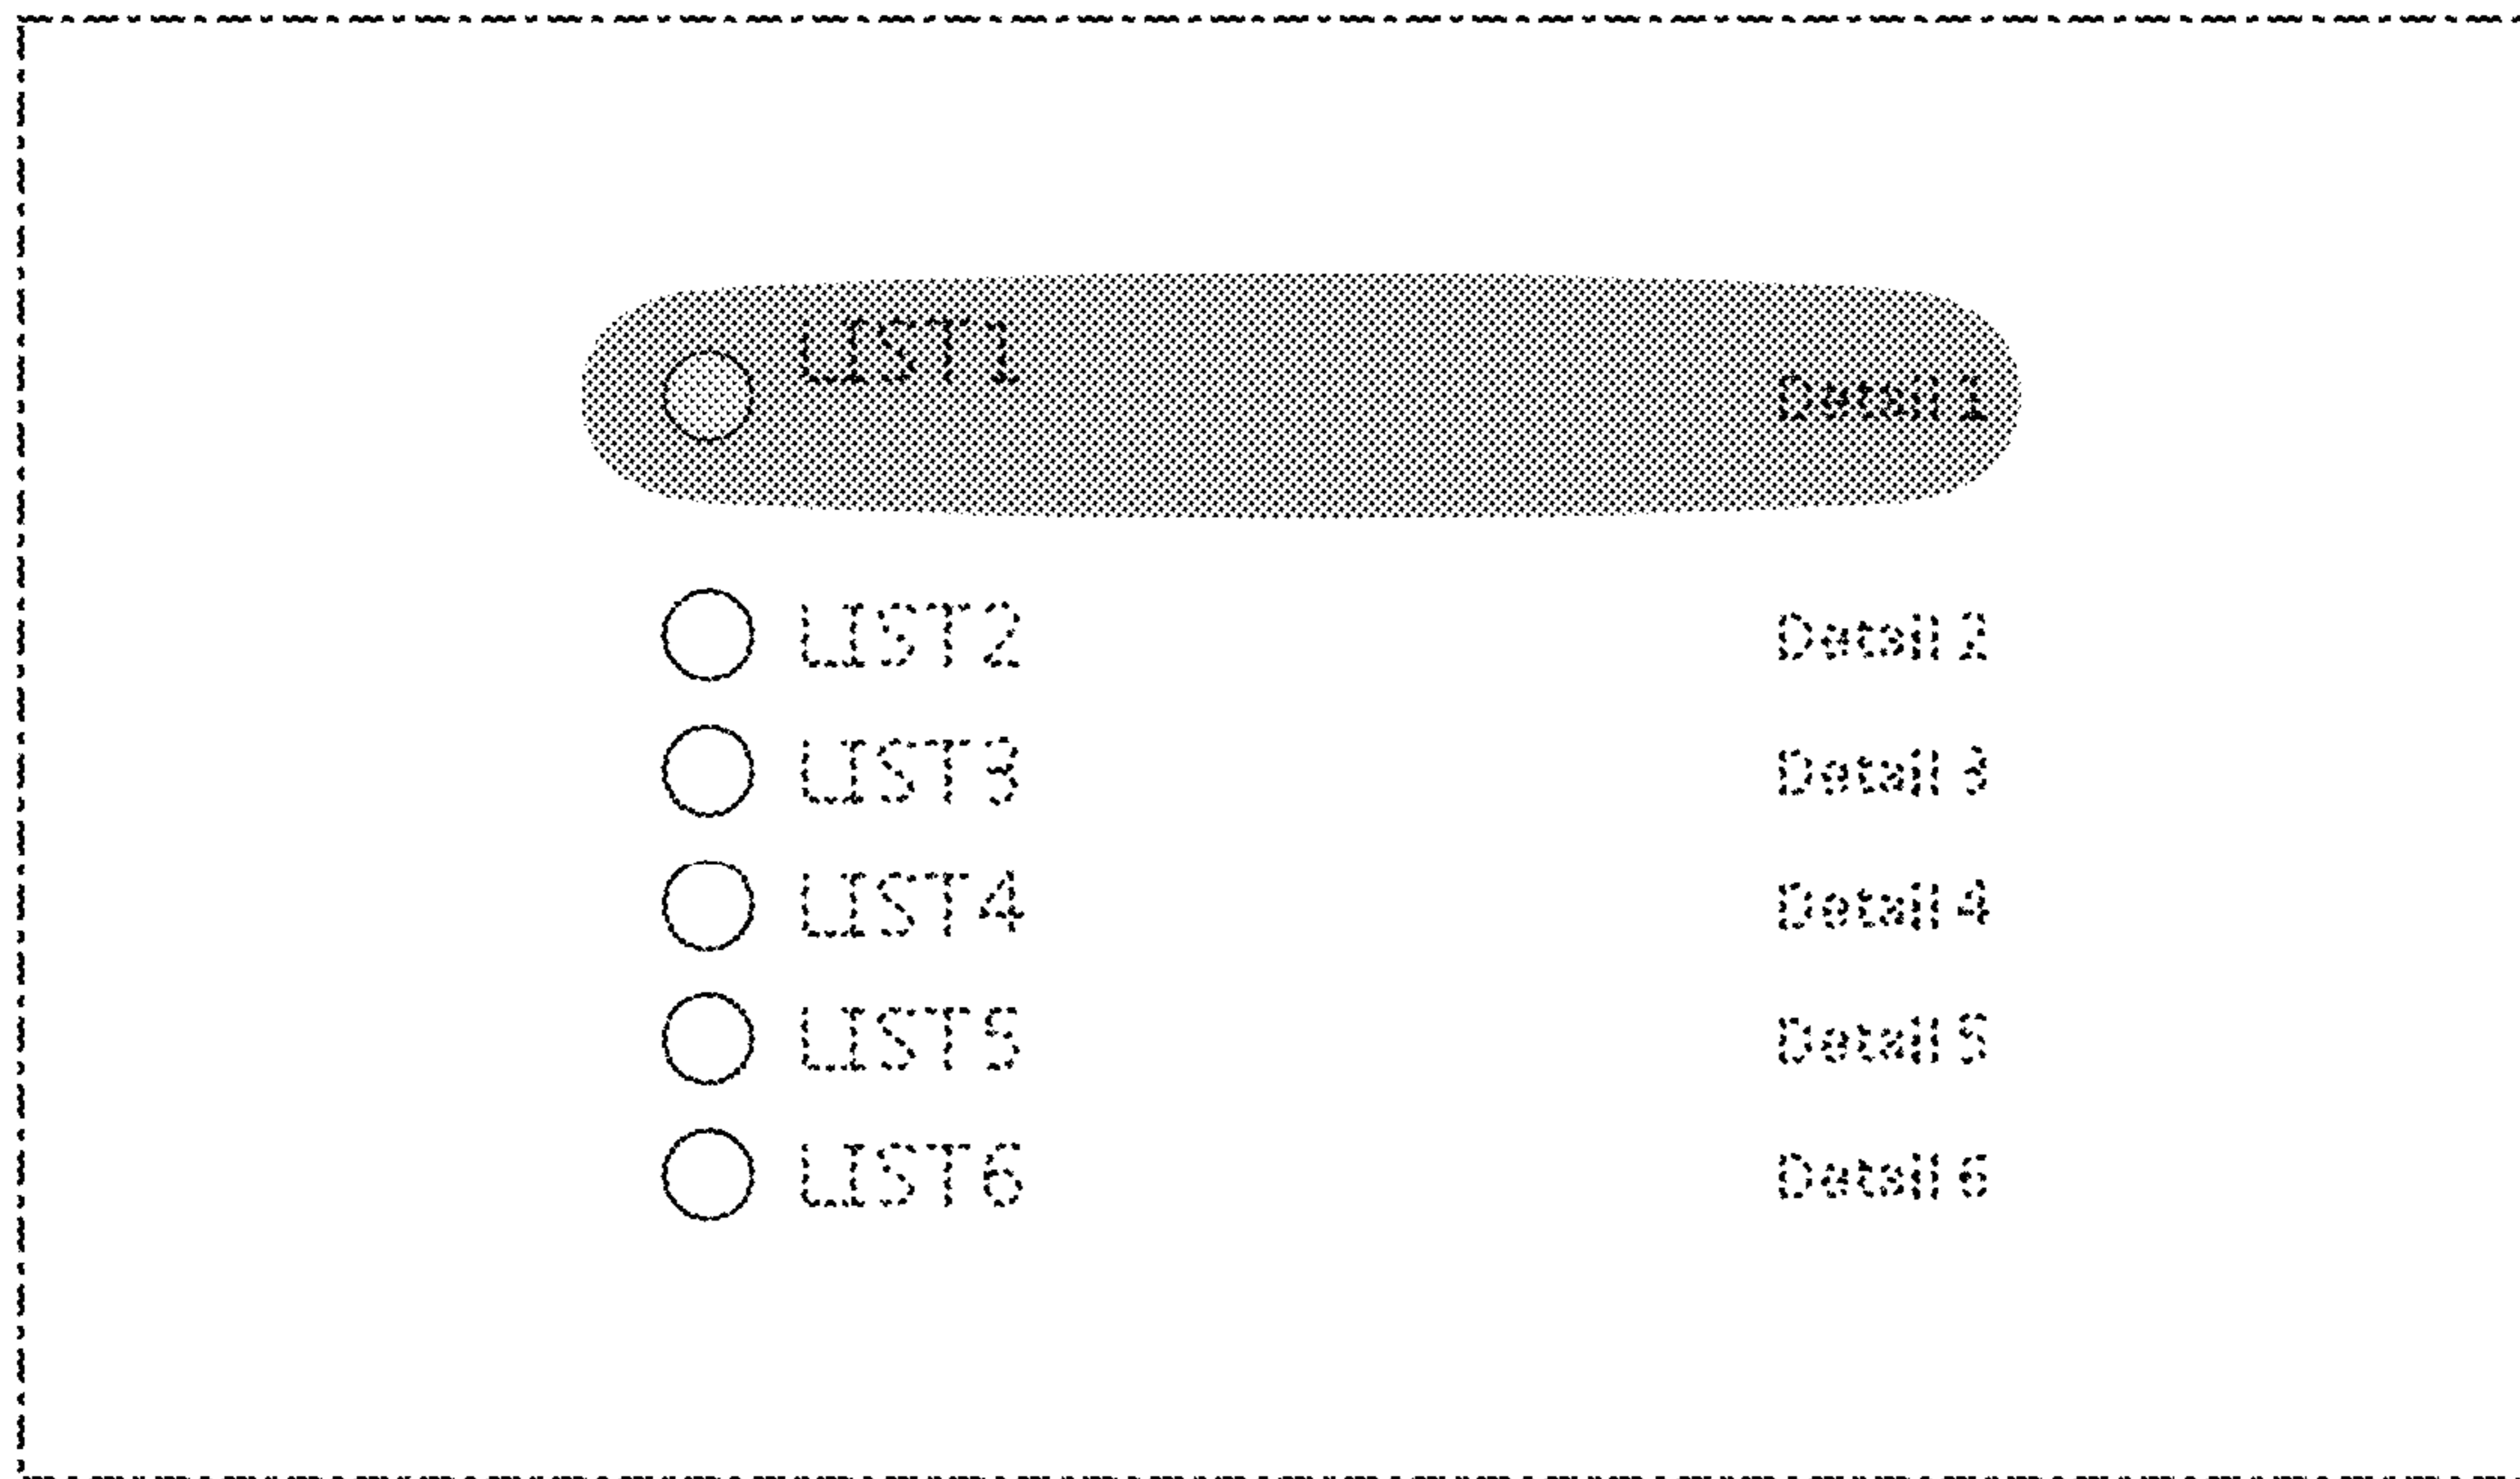 LIST1 Detail 1
LIST2 Detail 2
LIST3 Detail 3
LIST4 Detail 4
LIST5 Detail 5
LIST6 Detail 6